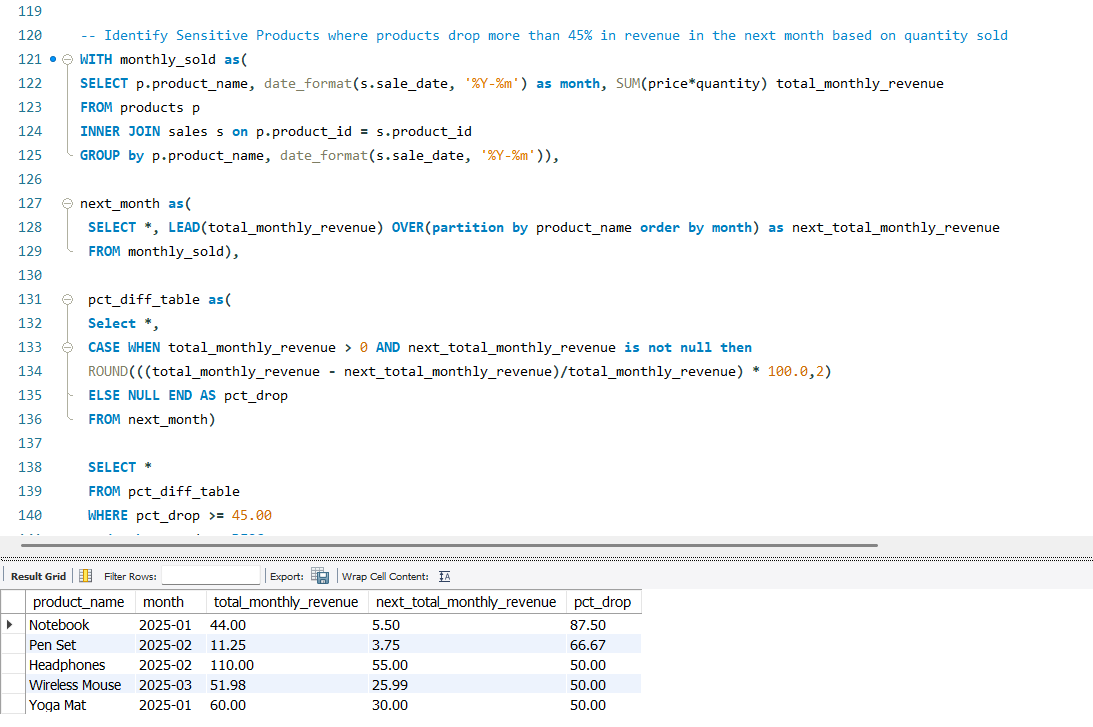 119
120 -- Identify Sensitive Products where products drop more than 45% in revenue in the next month based on quantity sold
121 WITH monthly_sold as(
122 SELECT p.product_name, date_format(s.sale_date, '%Y-%m') as month, SUM(price*quantity) total_monthly_revenue
123 FROM products p
124 INNER JOIN sales s on p.product_id = s.product_id
125 GROUP by p.product_name, date_format(s.sale_date, '%Y-%m')),
126
127 next_month as(
128 SELECT *, LEAD(total_monthly_revenue) OVER(partition by product_name order by month) as next_total_monthly_revenue
129 FROM monthly_sold),
130
131 pct_diff_table as(
132 Select *,
133 CASE WHEN total_monthly_revenue > 0 AND next_total_monthly_revenue is not null then
134 ROUND(((total_monthly_revenue - next_total_monthly_revenue)/total_monthly_revenue) * 100.0,2)
135 ELSE NULL END AS pct_drop
136 FROM next_month)
137
138 SELECT *
139 FROM pct_diff_table
140 WHERE pct_drop >= 45.00
Result Grid Filter Rows: Export: Wrap Cell Content:
product_name month total_monthly_revenue next_total_monthly_revenue pct_drop
Notebook 2025-01 44.00 5.50 87.50
Pen Set 2025-02 11.25 3.75 66.67
Headphones 2025-02 110.00 55.00 50.00
Wireless Mouse 2025-03 51.98 25.99 50.00
Yoga Mat 2025-01 60.00 30.00 50.00